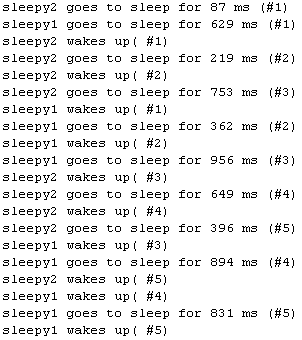 sleepy2 goes to sleep for 87 ms (#1)
sleepy1 goes to sleep for 629 ms (#1)
sleepy2 wakes up( #1)
sleepy2 goes to sleep for 219 ms (#2)
sleepy2 wakes up( #2)
sleepy2 goes to sleep for 753 ms (#3)
sleepy1 wakes up( #1)
sleepy1 goes to sleep for 362 ms (#2)
sleepy1 wakes up( #2)
sleepy1 goes to sleep for 956 ms (#3)
sleepy2 wakes up( #3)
sleepy2 goes to sleep for 649 ms (#4)
sleepy2 wakes up( #4)
sleepy2 goes to sleep for 396 ms (#5)
sleepy1 wakes up( #3)
sleepy1 goes to sleep for 894 ms (#4)
sleepy2 wakes up( #5)
sleepy1 wakes up( #4)
sleepy1 goes to sleep for 831 ms (#5)
sleepy1 wakes up( #5)